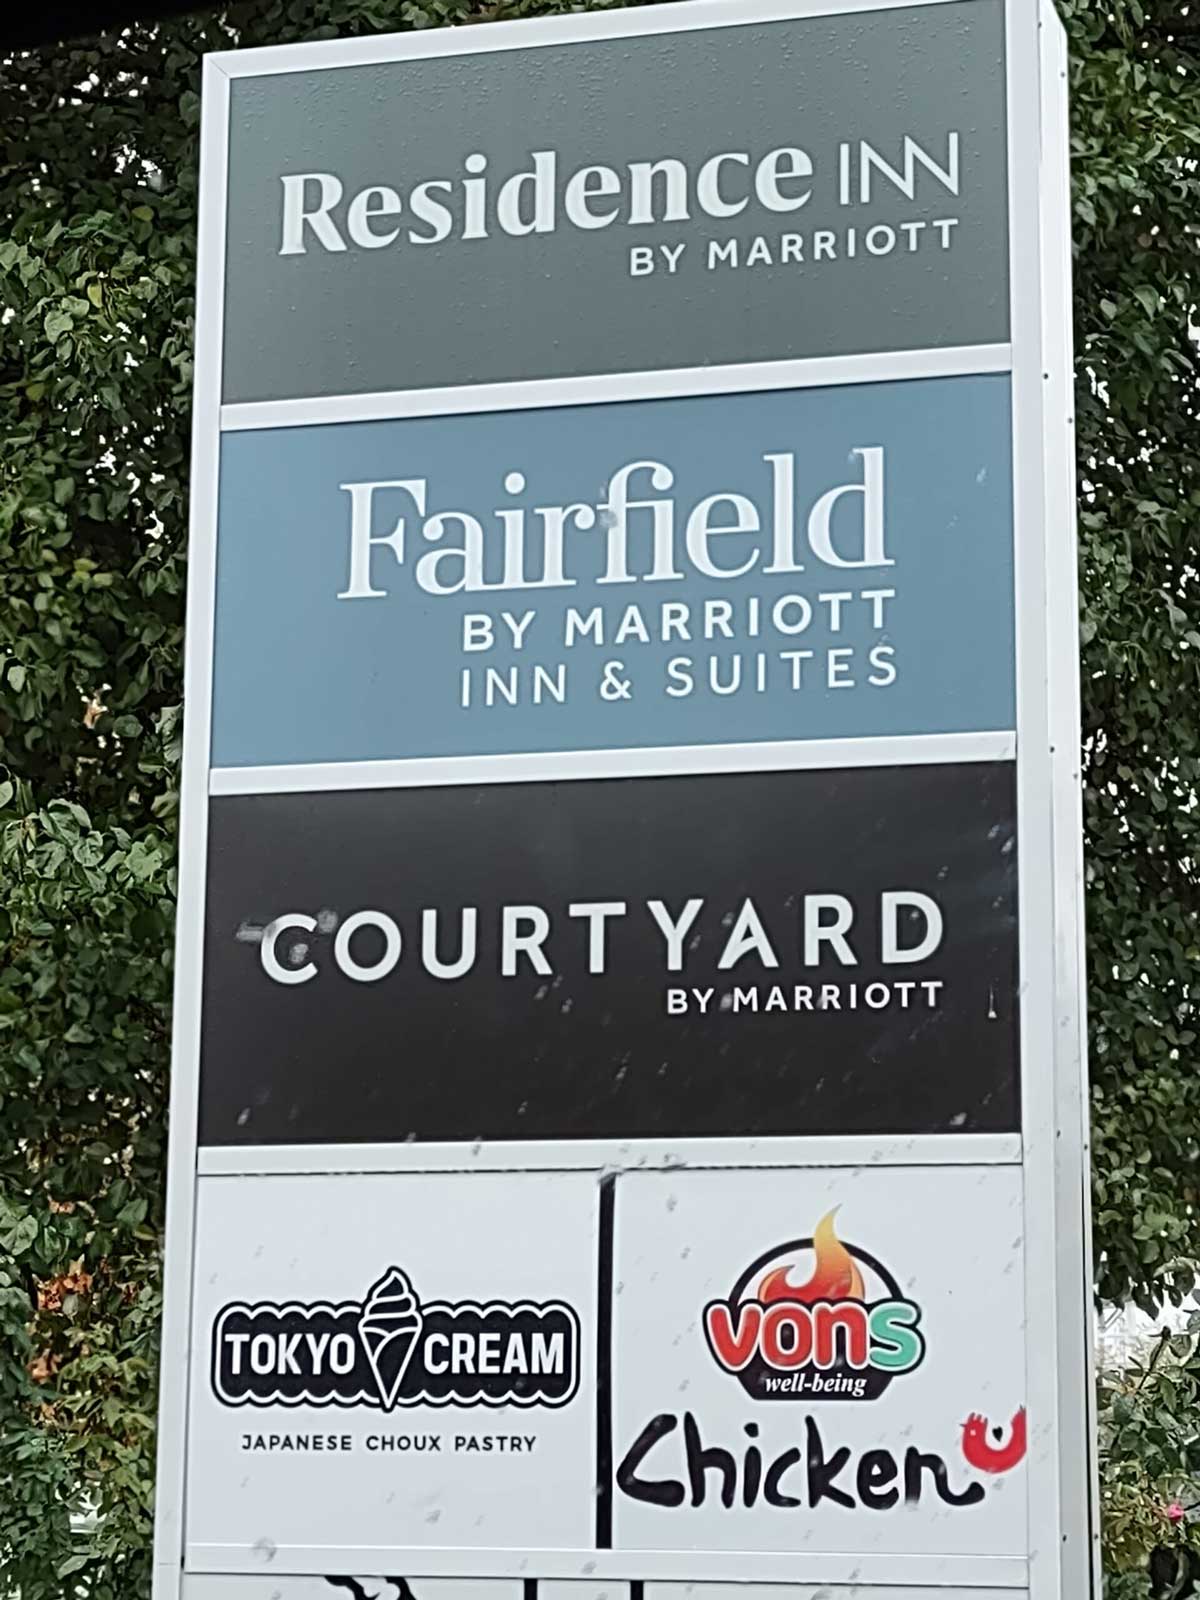 Residence INN
BY MARRIOTT
Fairfield
BY MARRIOTT
INN & SUITES
COURTYARD
BY MARRIOTT
TOKYO CREAM
JAPANESE CHOUX PASTRY
vons
well-being
Chicken